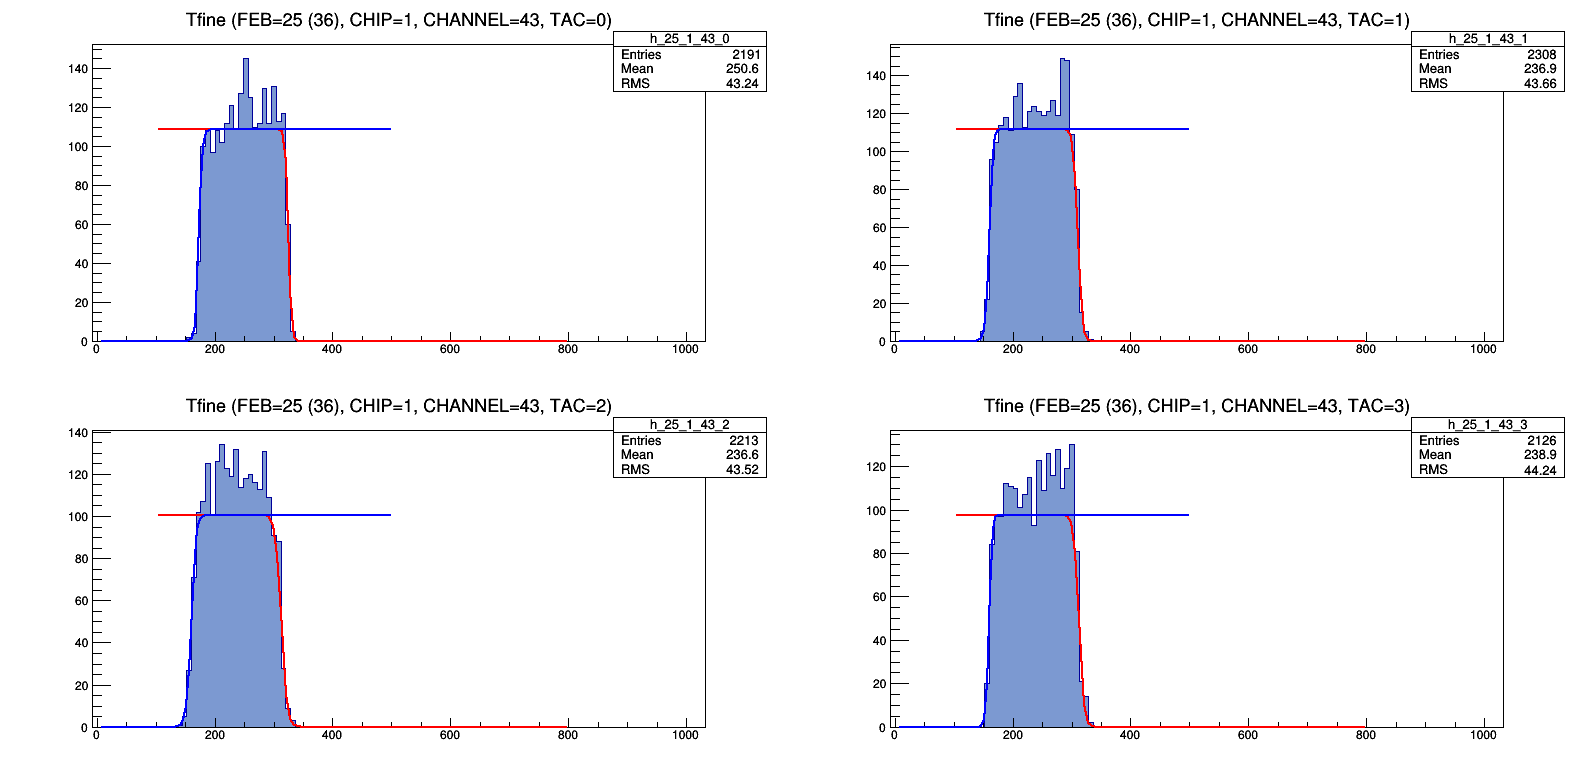 Tfine (FEB=25 (36), CHIP=1, CHANNEL=43, TAC=0)
h_25_1_43_0
Entries 2191
Mean 250.6
RMS 43.24
140
120
100
80
60
40
20
0
0 200 400 600 800 1000
Tfine (FEB=25 (36), CHIP=1, CHANNEL=43, TAC=1)
h_25_1_43_1
Entries 2308
Mean 236.9
RMS 43.66
140
120
100
80
60
40
20
0
0 200 400 600 800 1000
Tfine (FEB=25 (36), CHIP=1, CHANNEL=43, TAC=2)
h_25_1_43_2
Entries 2213
Mean 236.6
RMS 43.52
140
120
100
80
60
40
20
0
0 200 400 600 800 1000
Tfine (FEB=25 (36), CHIP=1, CHANNEL=43, TAC=3)
h_25_1_43_3
Entries 2126
Mean 238.9
RMS 44.24
120
100
80
60
40
20
0
0 200 400 600 800 1000